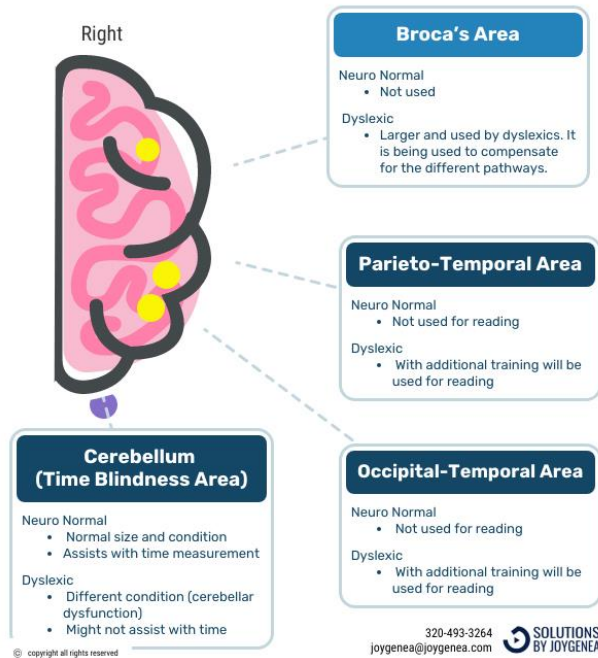 Right
Broca's Area
Neuro Normal
• Not used
Dyslexic
• Larger and used by dyslexics. It
is being used to compensate
for the different pathways.
Parieto-Temporal Area
Neuro Normal
• Not used for reading
Dyslexic
• With additional training will be
used for reading
Cerebellum
(Time Blindness Area)
Neuro Normal
• Normal size and condition
• Assists with time measurement
Dyslexic
• Different condition (cerebellar
dysfunction)
• Might not assist with time
Occipital-Temporal Area
Neuro Normal
• Not used for reading
Dyslexic
• With additional training will be
used for reading
© copyright all rights reserved
320-493-3264
joygenea@joygenea.com
SOLUTIONS
BY JOYGENEA